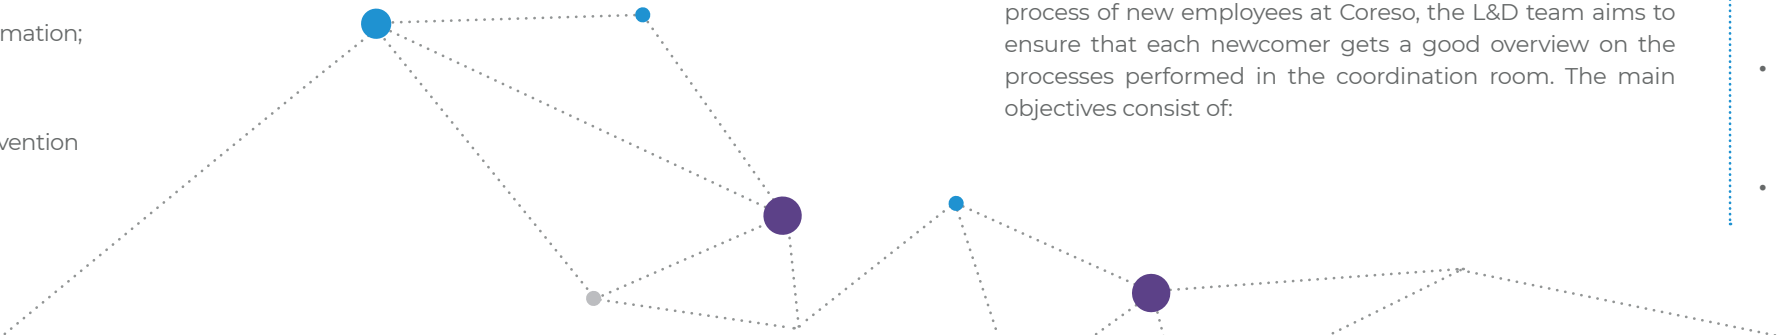 mation;
vention
process of new employees at Coreso, the L&D team aims to
ensure that each newcomer gets a good overview on the
processes performed in the coordination room. The main
objectives consist of:
•
•